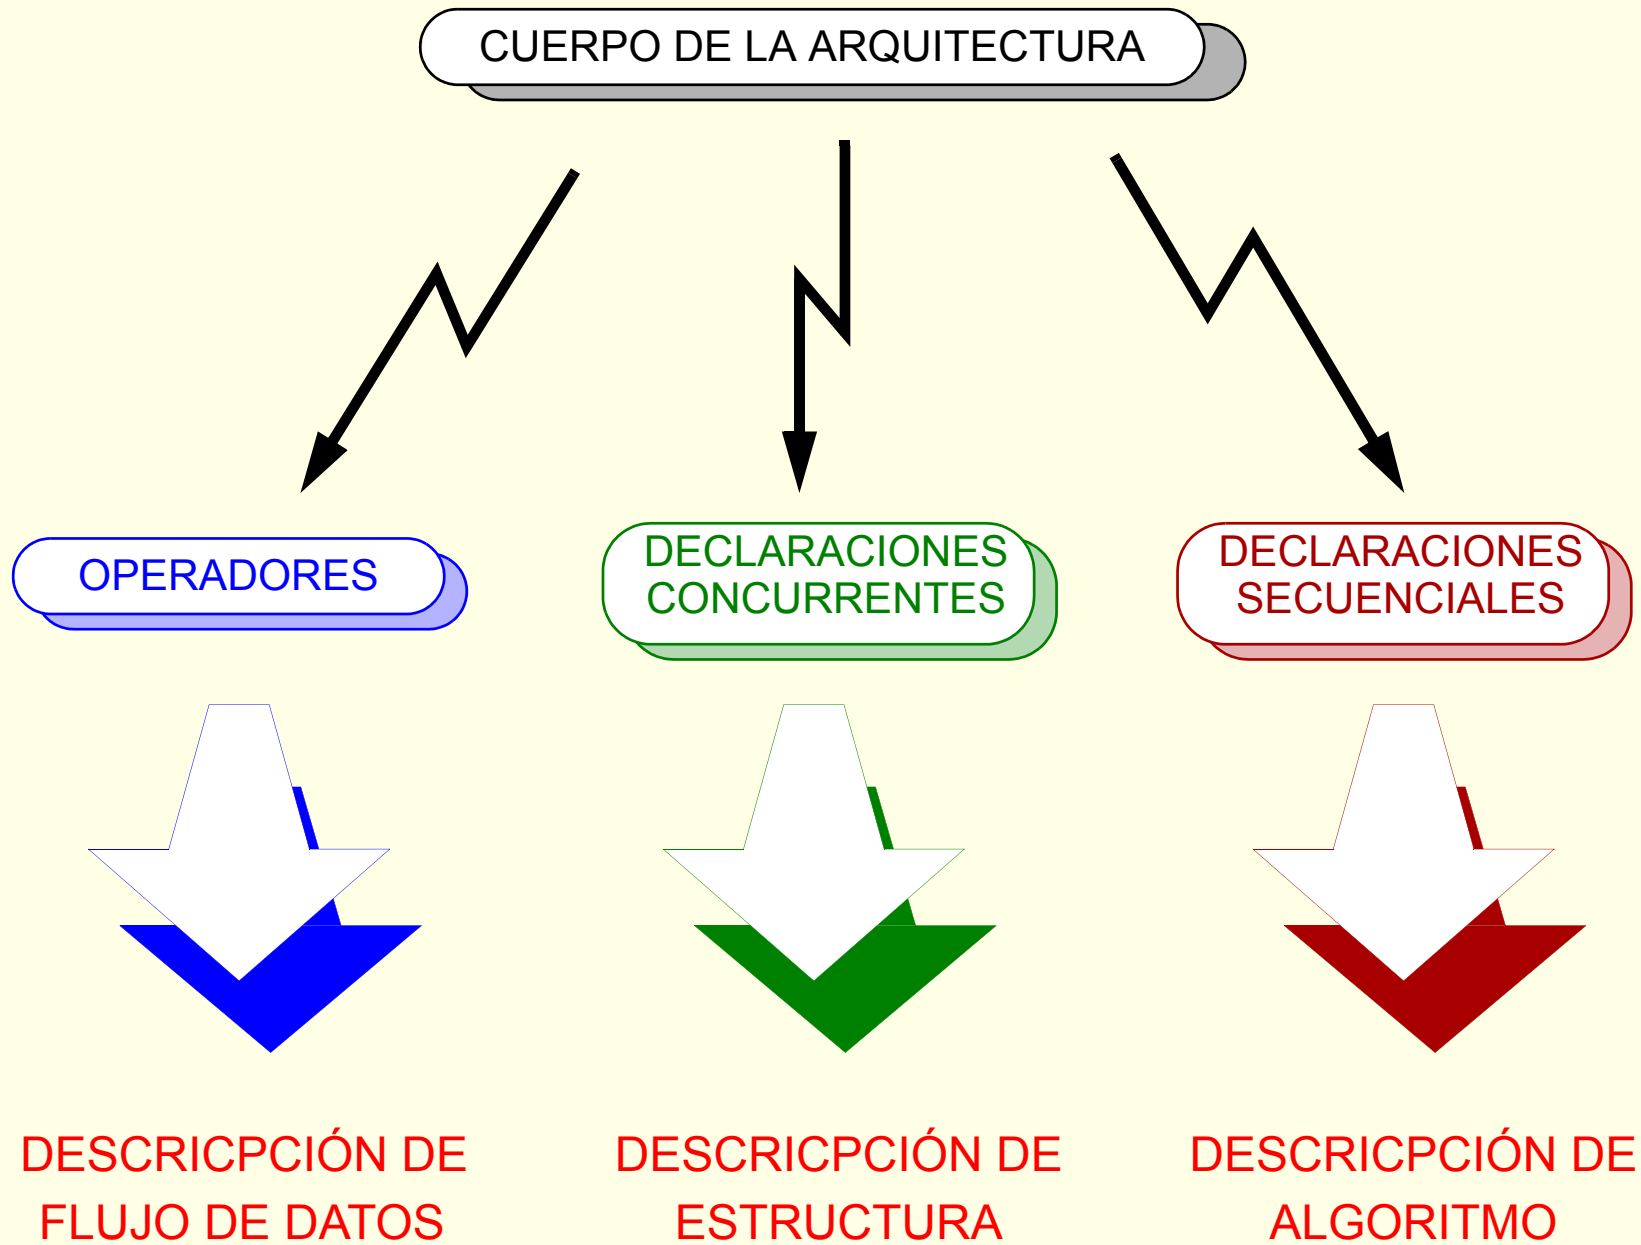 CUERPO DE LA ARQUITECTURA
OPERADORES
DECLARACIONES
CONCURRENTES
DECLARACIONES
SECUENCIALES
DESCRICPCIÓN DE
FLUJO DE DATOS
DESCRICPCIÓN DE
ESTRUCTURA
DESCRICPCIÓN DE
ALGORITMO